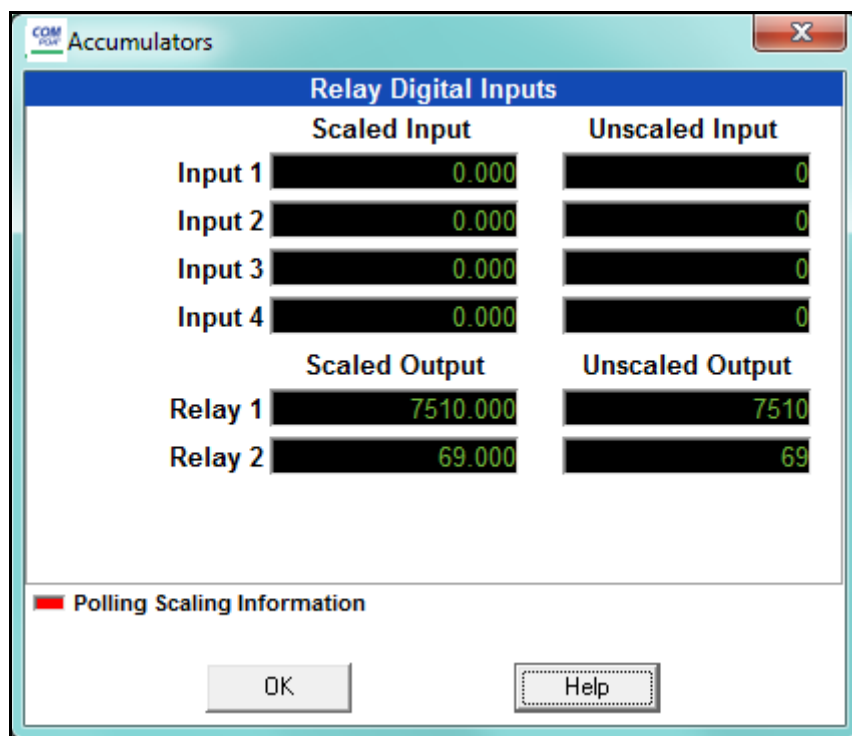 COM
Accumulators
Relay Digital Inputs
Scaled Input Unscaled Input
Input 1 0.000 0
Input 2 0.000 0
Input 3 0.000 0
Input 4 0.000 0
Scaled Output Unscaled Output
Relay 1 7510.000 7510
Relay 2 69.000 69
Polling Scaling Information
OK Help